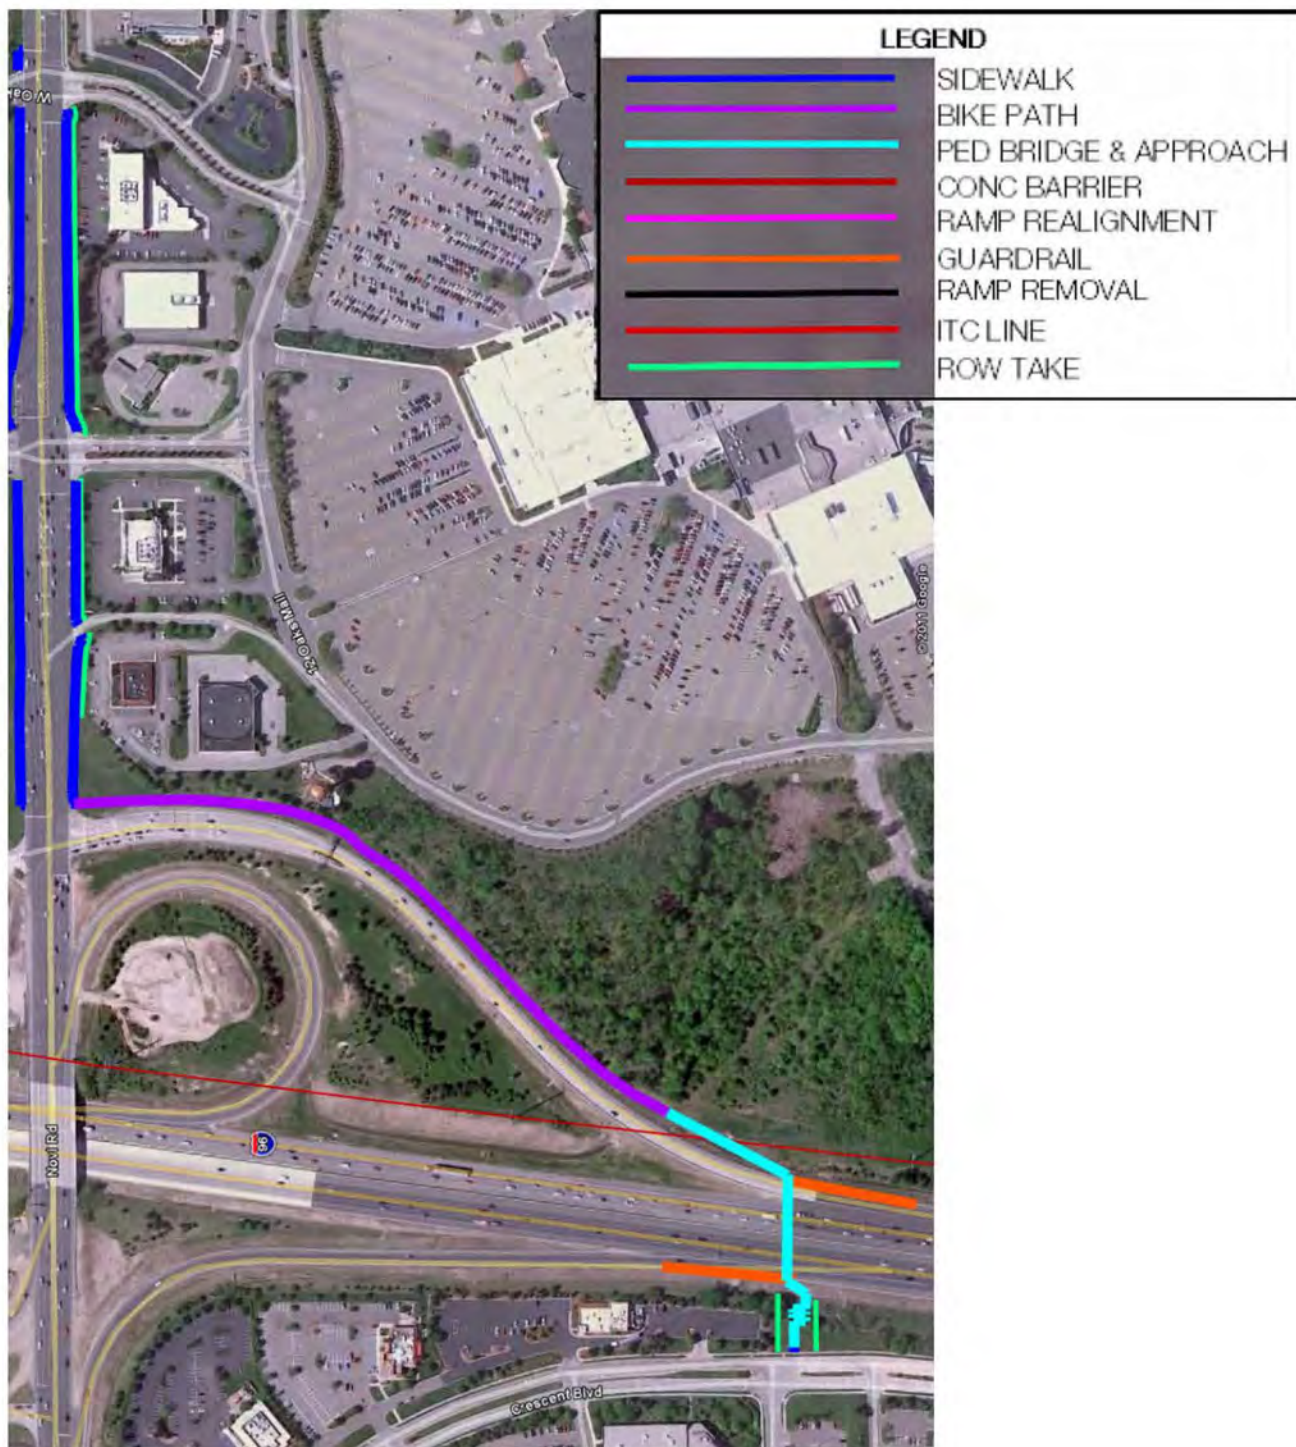 LEGEND
SIDEWALK
BIKE PATH
PED BRIDGE & APPROACH
CONC BARRIER
RAMP REALIGNMENT
GUARDRAIL
RAMP REMOVAL
ITC LINE
ROW TAKE
W Oak
12 Oaks Mall
© 2011 Google
96
Novi Rd
Crescent Blvd